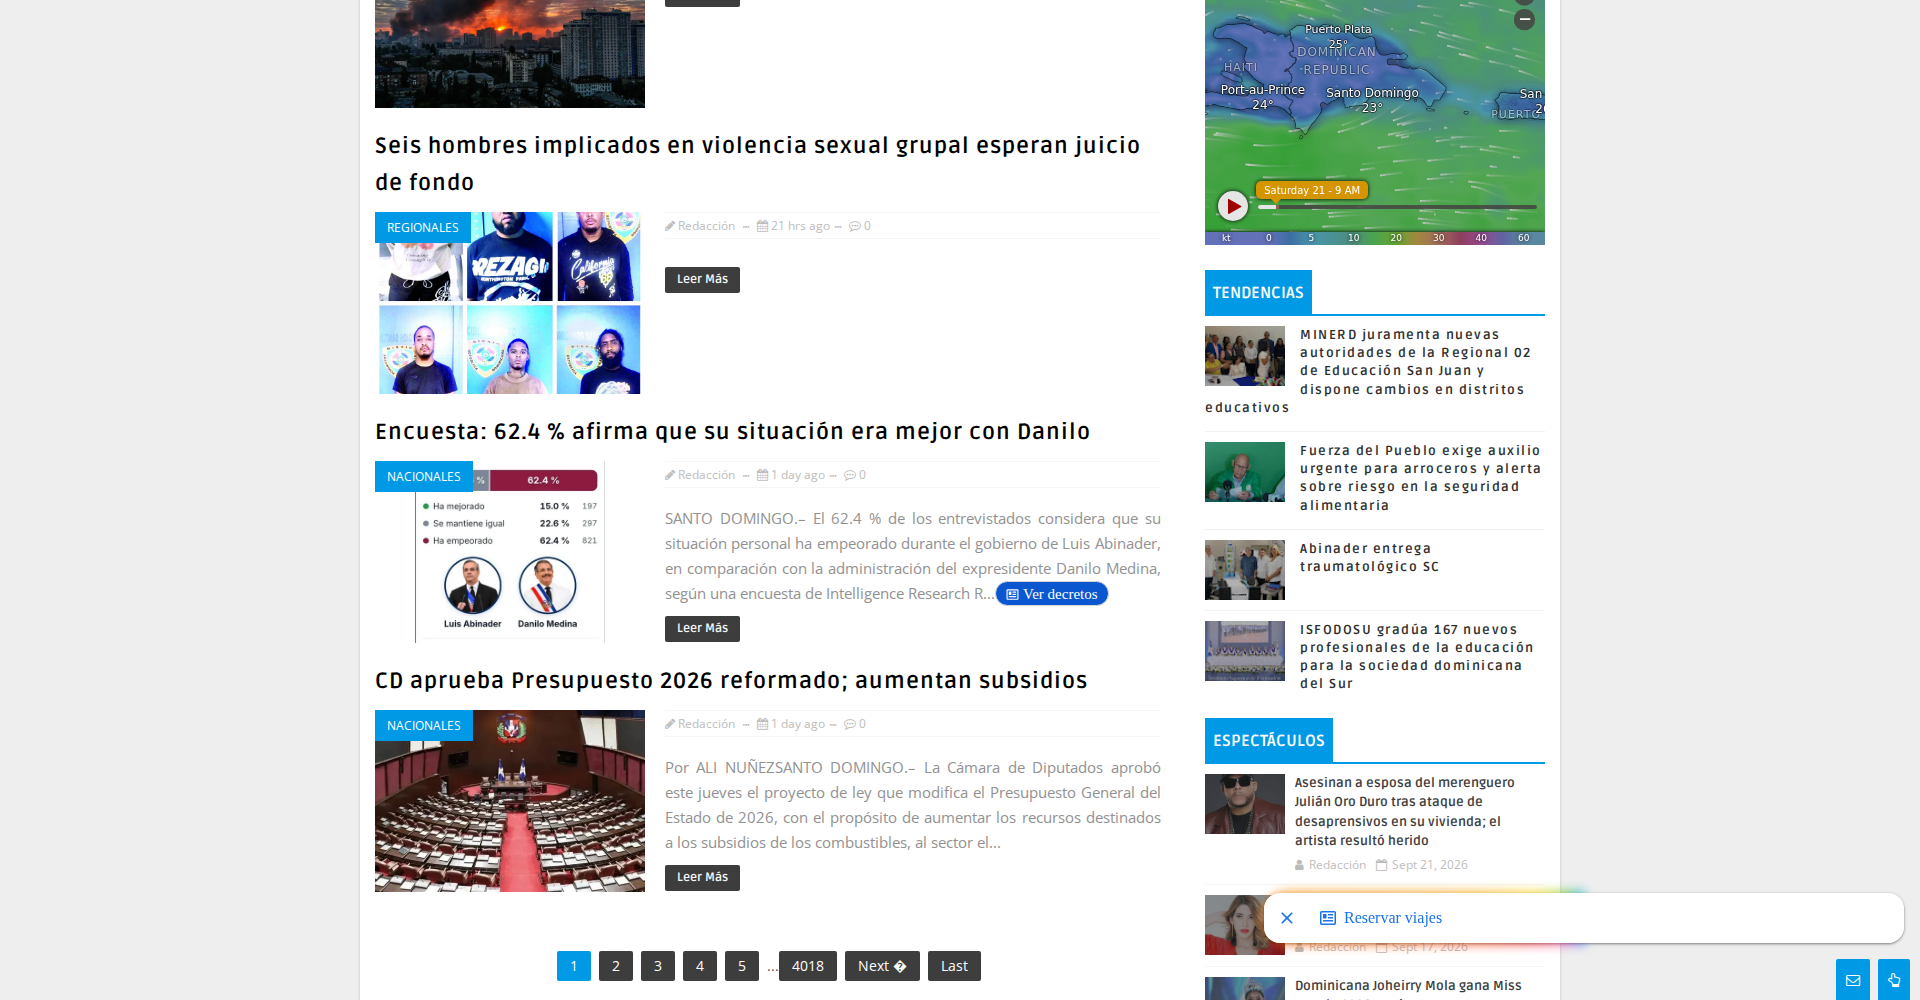 Seis hombres implicados en violencia sexual grupal esperan juicio
de fondo
REGIONALES
Redacción – 21 hrs ago – 0
Leer Más
Encuesta: 62.4 % afirma que su situación era mejor con Danilo
NACIONALES
% 62.4 %
Ha mejorado 15.0 % 197
Se mantiene igual 22.6 % 297
Ha empeorado 62.4 % 821
Luis Abinader Danilo Medina
Redacción – 1 day ago – 0
SANTO DOMINGO.– El 62.4 % de los entrevistados considera que su
situación personal ha empeorado durante el gobierno de Luis Abinader,
en comparación con la administración del expresidente Danilo Medina,
según una encuesta de Intelligence Research R... Ver decretos
Leer Más
CD aprueba Presupuesto 2026 reformado; aumentan subsidios
NACIONALES
Redacción – 1 day ago – 0
Por ALI NUÑEZSANTO DOMINGO.– La Cámara de Diputados aprobó
este jueves el proyecto de ley que modifica el Presupuesto General del
Estado de 2026, con el propósito de aumentar los recursos destinados
a los subsidios de los combustibles, al sector el...
Leer Más
1 2 3 4 5 ... 4018 Next � Last
Puerto Plata
25°
DOMINICAN
REPUBLIC
HAITI
Port-au-Prince
24°
Santo Domingo
23°
San
PUERTO
Saturday 21 - 9 AM
kt 0 5 10 20 30 40 60
TENDENCIAS
MINERD juramenta nuevas
autoridades de la Regional 02
de Educación San Juan y
dispone cambios en distritos
educativos
Fuerza del Pueblo exige auxilio
urgente para arroceros y alerta
sobre riesgo en la seguridad
alimentaria
Abinader entrega
traumatológico SC
ISFODOSU gradúa 167 nuevos
profesionales de la educación
para la sociedad dominicana
del Sur
ESPECTÁCULOS
Asesinan a esposa del merenguero
Julián Oro Duro tras ataque de
desaprensivos en su vivienda; el
artista resultó herido
Redacción Sept 21, 2026
Reservar viajes
Redacción Sept 17, 2026
Dominicana Joheirry Mola gana Miss